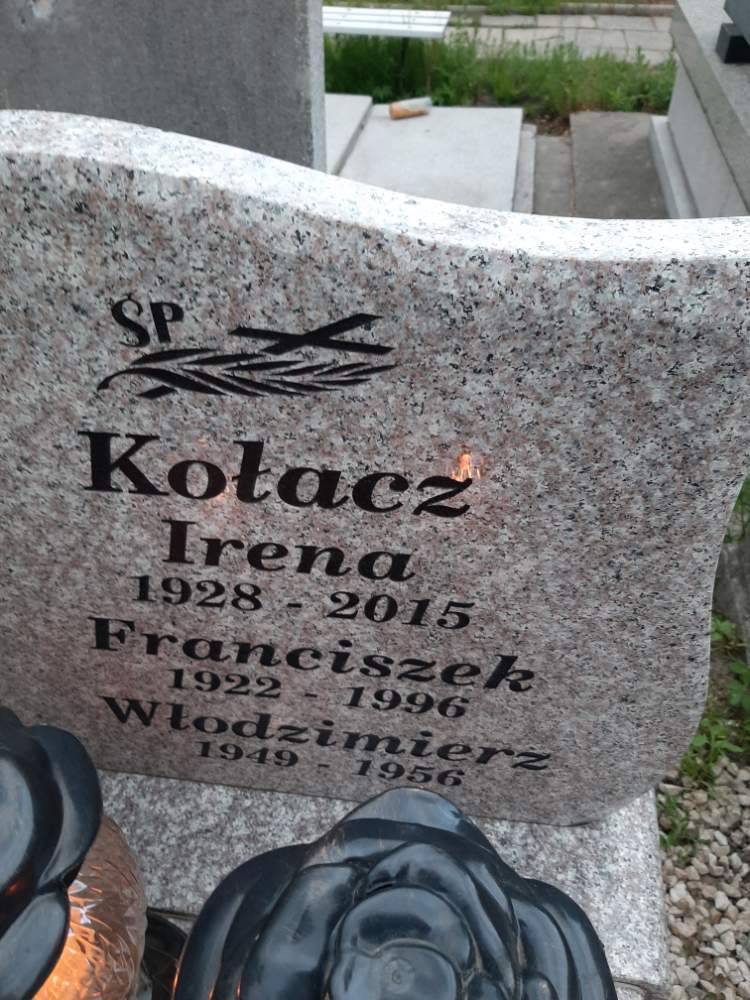 ŚP
Kołacz
Irena
1928 - 2015
Franciszek
1922 - 1996
Włodzimierz
1949 - 1956